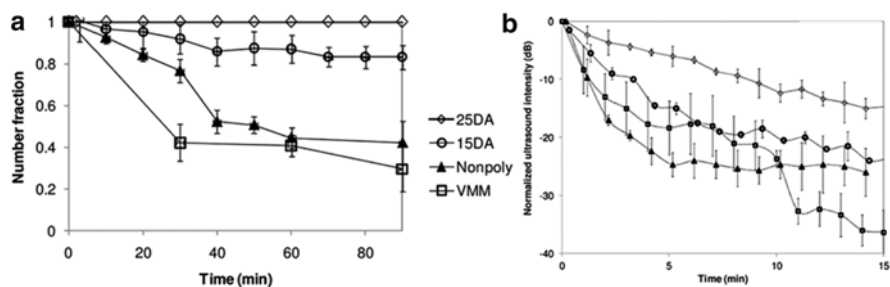 a
Number fraction
1
0.8
0.6
0.4
0.2
0
0 20 40 60 80
Time (min)
25DA
15DA
Nonpoly
VMM
b
Normalized ultrasound intensity (dB)
0
-10
-20
-30
-40
0 5 10 15
Time (min)